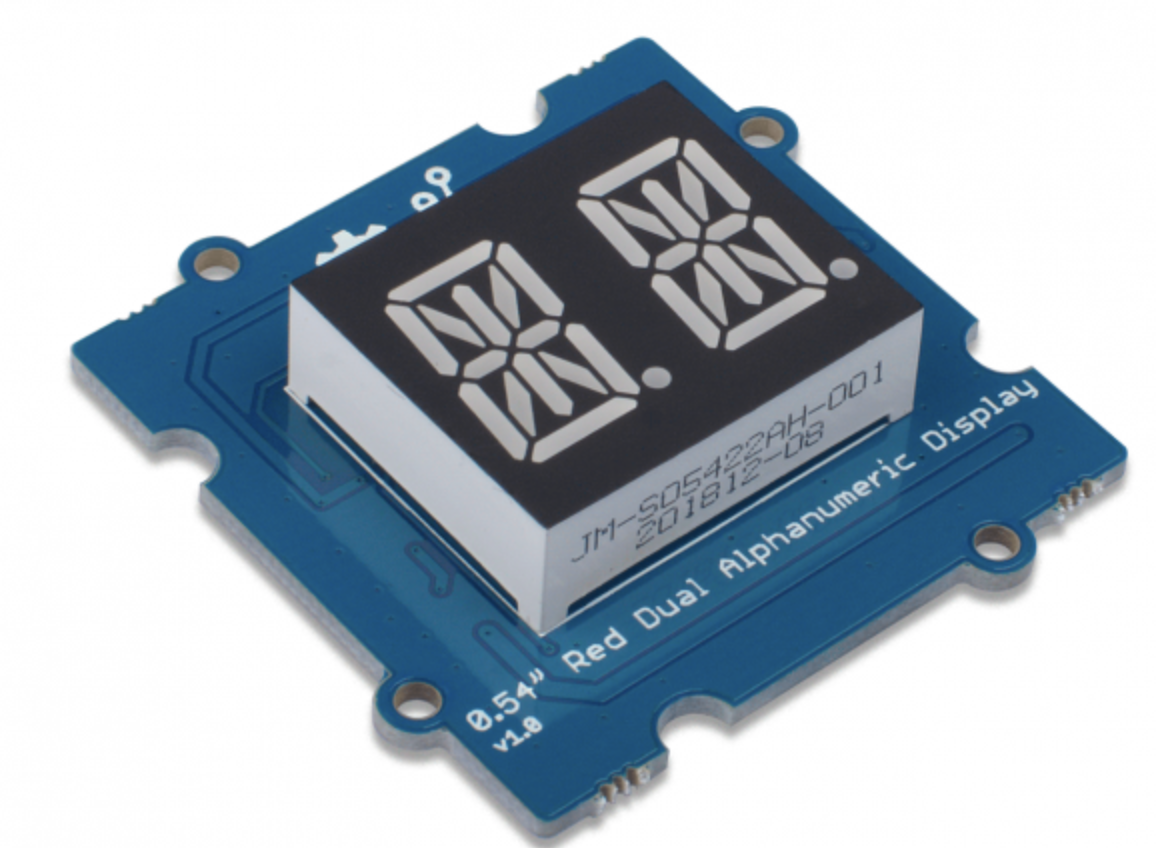 JM-S05422AH-001
201812-08
0.54" Red Dual Alphanumeric Display
v1.0